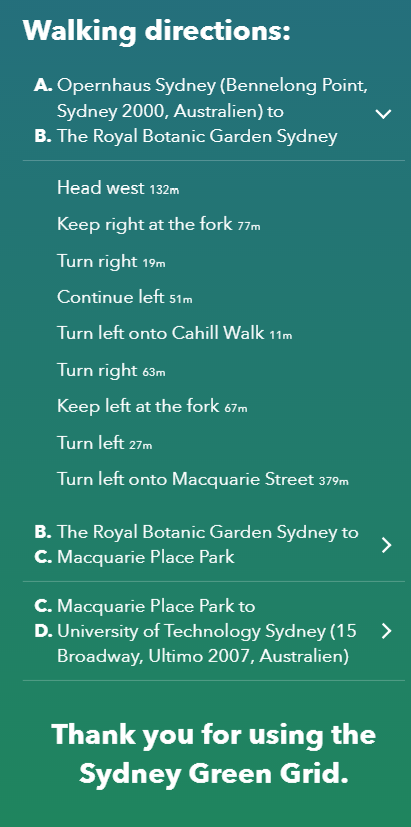 Walking directions:
A. Opernhaus Sydney (Bennelong Point,
Sydney 2000, Australien) to
B. The Royal Botanic Garden Sydney
Head west 132m
Keep right at the fork 77m
Turn right 19m
Continue left 51m
Turn left onto Cahill Walk 11m
Turn right 63m
Keep left at the fork 67m
Turn left 27m
Turn left onto Macquarie Street 379m
B. The Royal Botanic Garden Sydney to
C. Macquarie Place Park
C. Macquarie Place Park to
D. University of Technology Sydney (15
Broadway, Ultimo 2007, Australien)
Thank you for using the
Sydney Green Grid.